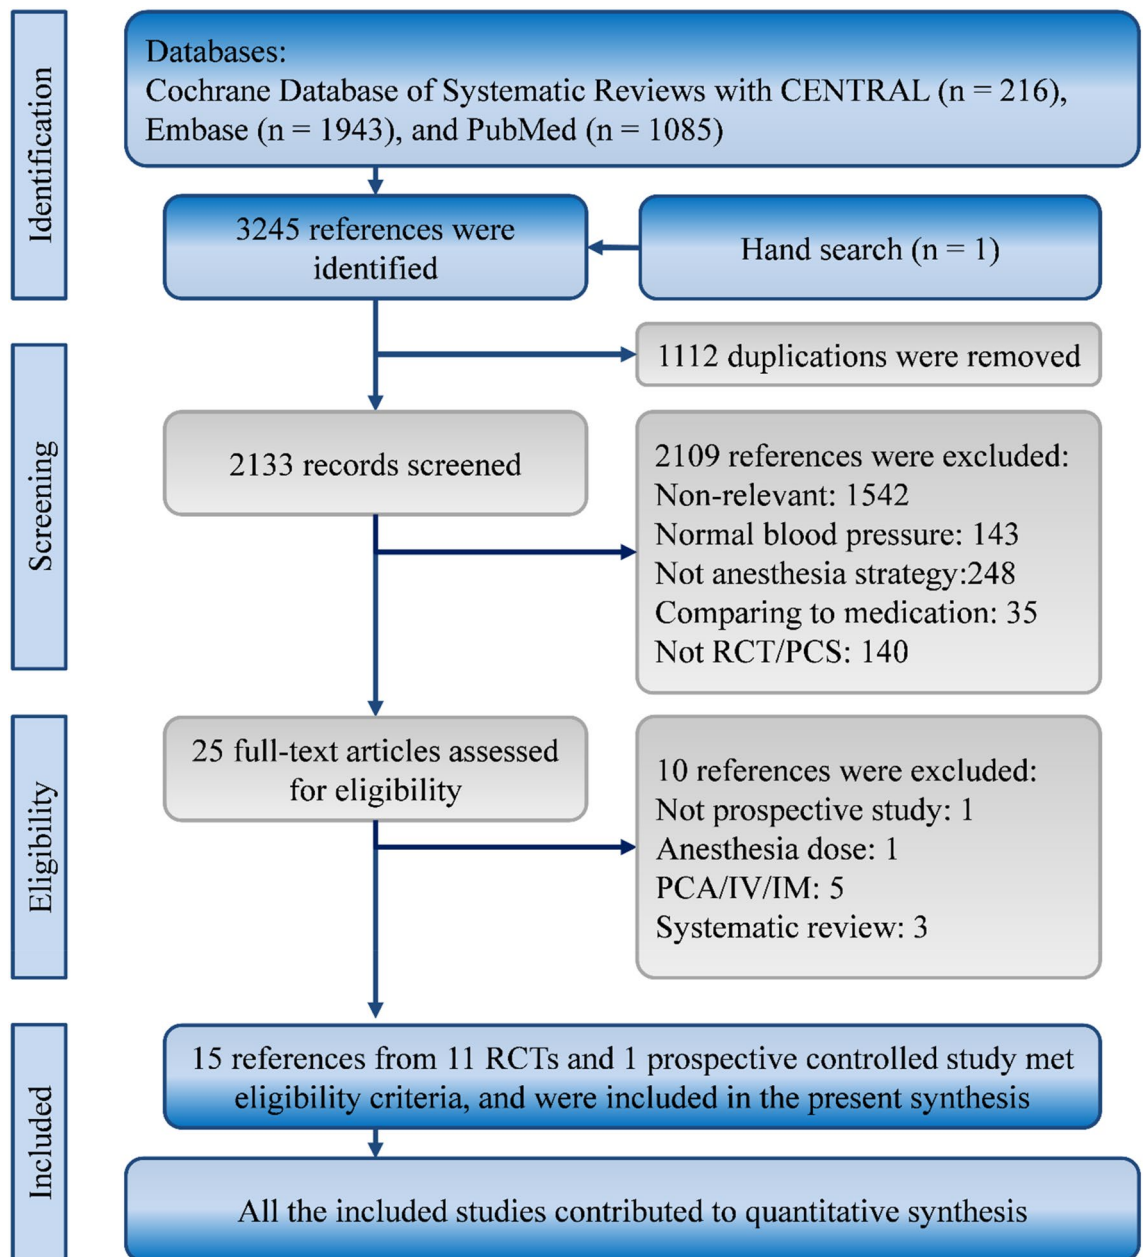 Identification
Databases:
Cochrane Database of Systematic Reviews with CENTRAL (n = 216),
Embase (n = 1943), and PubMed (n = 1085)
3245 references were
identified
Hand search (n = 1)
Screening
1112 duplications were removed
2133 records screened
2109 references were excluded:
Non-relevant: 1542
Normal blood pressure: 143
Not anesthesia strategy:248
Comparing to medication: 35
Not RCT/PCS: 140
Eligibility
25 full-text articles assessed
for eligibility
10 references were excluded:
Not prospective study: 1
Anesthesia dose: 1
PCA/IV/IM: 5
Systematic review: 3
Included
15 references from 11 RCTs and 1 prospective controlled study met
eligibility criteria, and were included in the present synthesis
All the included studies contributed to quantitative synthesis